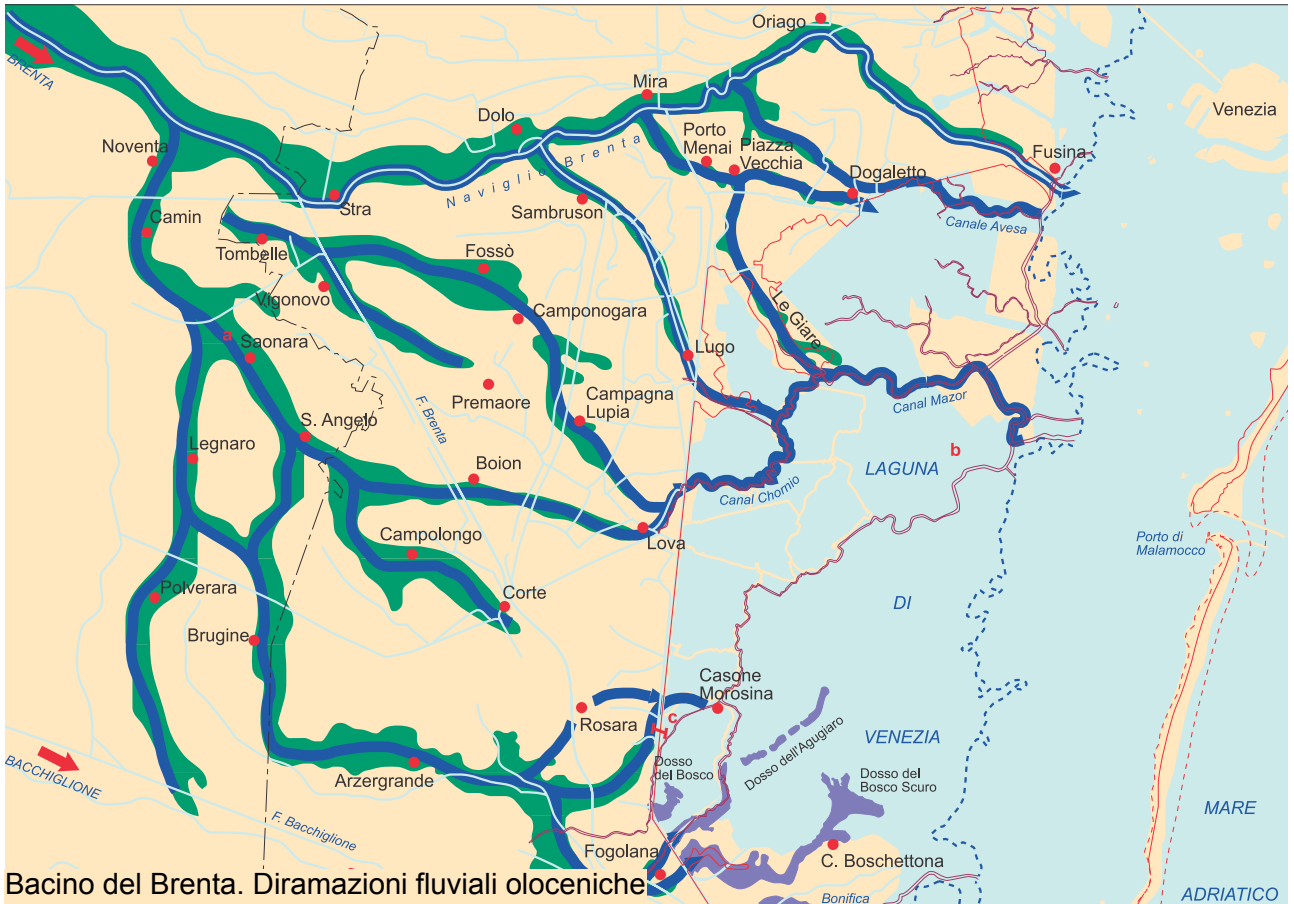 Oriago
BRENTA
Mira
Venezia
Dolo
Noventa
Porto
Menai
Piazza
Vecchia
Fusina
Naviglio Brenta
Dogaletto
Stra
Sambruson
Camin
Canale Avesa
Tombelle
Fossò
Vigonovo
Camponogara
Le Giare
a
Saonara
Lugo
Premaore
Campagna
Lupia
F. Brenta
Canal Mazor
S. Angelo
Legnaro
b
Boion
LAGUNA
Canal Chornio
Campolongo
Lova
Porto di
Malamocco
Polverara
Corte
DI
Brugine
Casone
Morosina
Rosara
c
Dosso dell'Agugiaro
VENEZIA
Dosso
del Bosco
BACCHIGLIONE
Arzergrande
Dosso del
Bosco Scuro
MARE
F. Bacchiglione
Fogolana
C. Boschettona
Bacino del Brenta. Diramazioni fluviali oloceniche
Bonifica
ADRIATICO